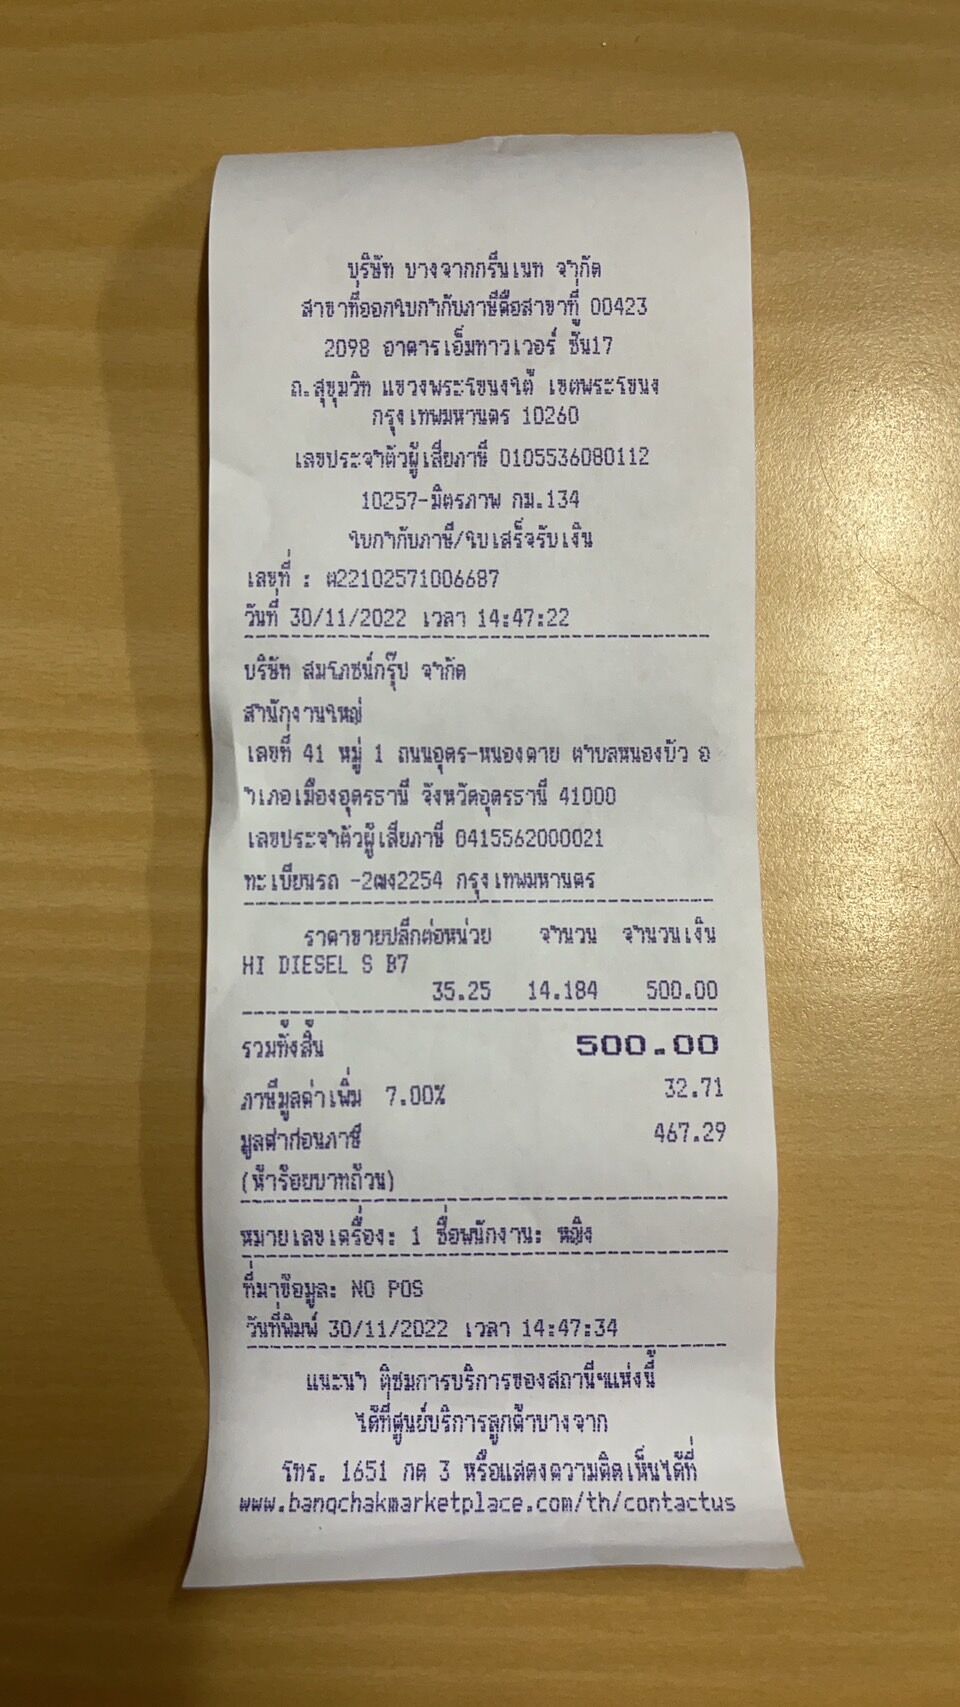 บริษัท บางจากกรีนเนท จำกัด
สาขาที่ออกใบกำกับภาษีคือสาขาที่ 00423
2098 อาคารเอ็มทาวเวอร์ ชั้น17
ถ.สุขุมวิท แขวงพระโขนงใต้ เขตพระโขนง
กรุงเทพมหานคร 10260
เลขประจำตัวผู้เสียภาษี 0105536080112
10257-มิตรภาพ กม.134
ใบกำกับภาษี/ใบเสร็จรับเงิน
เลขที่ : ต22102571006687
วันที่ 30/11/2022 เวลา 14:47:22
บริษัท สมโภชน์กรุ๊ป จำกัด
สำนักงานใหญ่
เลขที่ 41 หมู่ 1 ถนนอุดร-หนองคาย ตำบลหนองบัว อ
ำเภอเมืองอุดรธานี จังหวัดอุดรธานี 41000
เลขประจำตัวผู้เสียภาษี 0415562000021
ทะเบียนรถ -2ฒง2254 กรุงเทพมหานคร
ราคาขายปลีกต่อหน่วย จำนวน จำนวนเงิน
HI DIESEL S B7
35.25 14.184 500.00
รวมทั้งสิ้น 500.00
ภาษีมูลค่าเพิ่ม 7.00% 32.71
มูลค่าก่อนภาษี 467.29
(ห้าร้อยบาทถ้วน)
หมายเลขเครื่อง: 1 ชื่อพนักงาน: หญิง
ที่มาข้อมูล: NO POS
วันที่พิมพ์ 30/11/2022 เวลา 14:47:34
แนะนำ ติชมการบริการของสถานีฯแห่งนี้
ได้ที่ศูนย์บริการลูกค้าบางจาก
โทร. 1651 กด 3 หรือแสดงความคิดเห็นได้ที่
www.bangchakmarketplace.com/th/contactus